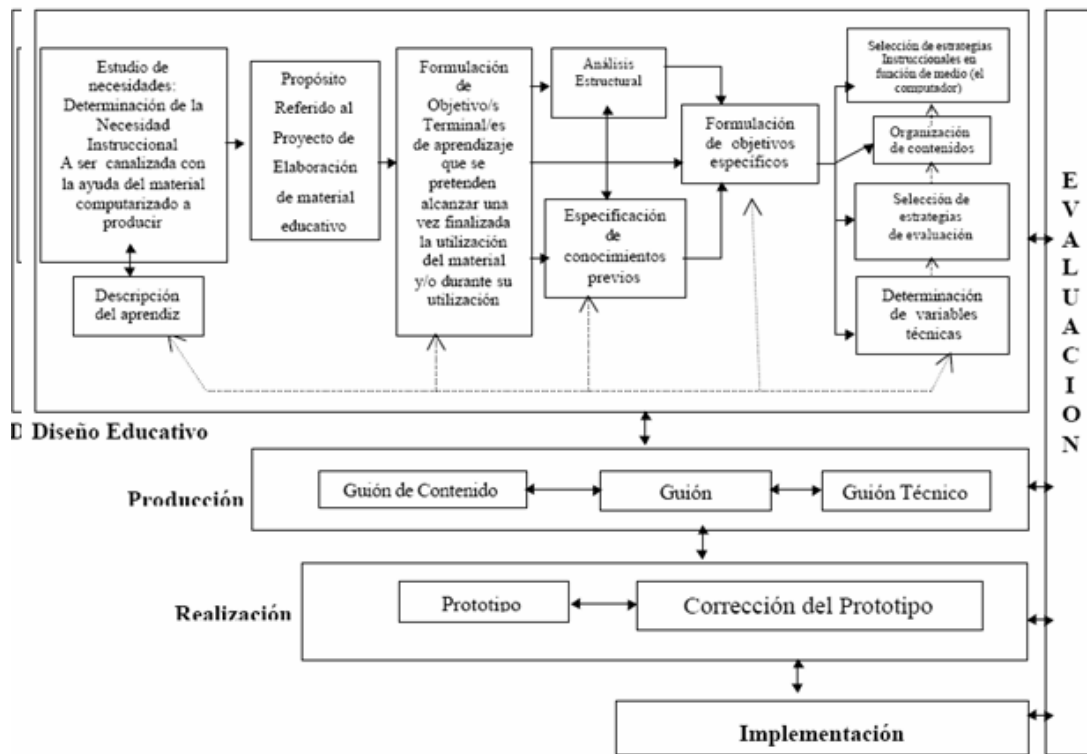 Estudio de
necesidades:
Determinación de la
Necesidad
Instruccional
A ser canalizada con
la ayuda del material
computarizado a
producir
Descripción
del aprendiz
Propósito
Referido al
Proyecto de
Elaboración
de material
educativo
Formulación
de
Objetivo/s
Terminal/es
de aprendizaje
que se
pretenden
alcanzar una
vez finalizada
la utilización
del material
y/o durante su
utilización
Análisis
Estructural
Especificación
de
conocimientos
previos
Formulación
de objetivos
específicos
Selección de estrategias
Instruccionales en
función de medio (el
computador)
Organización
de contenidos
Selección de
estrategias
de evaluación
Determinación
de variables
técnicas
D Diseño Educativo
Producción
Guión de Contenido
Guión
Guión Técnico
Realización
Prototipo
Corrección del Prototipo
Implementación
EVALUACION